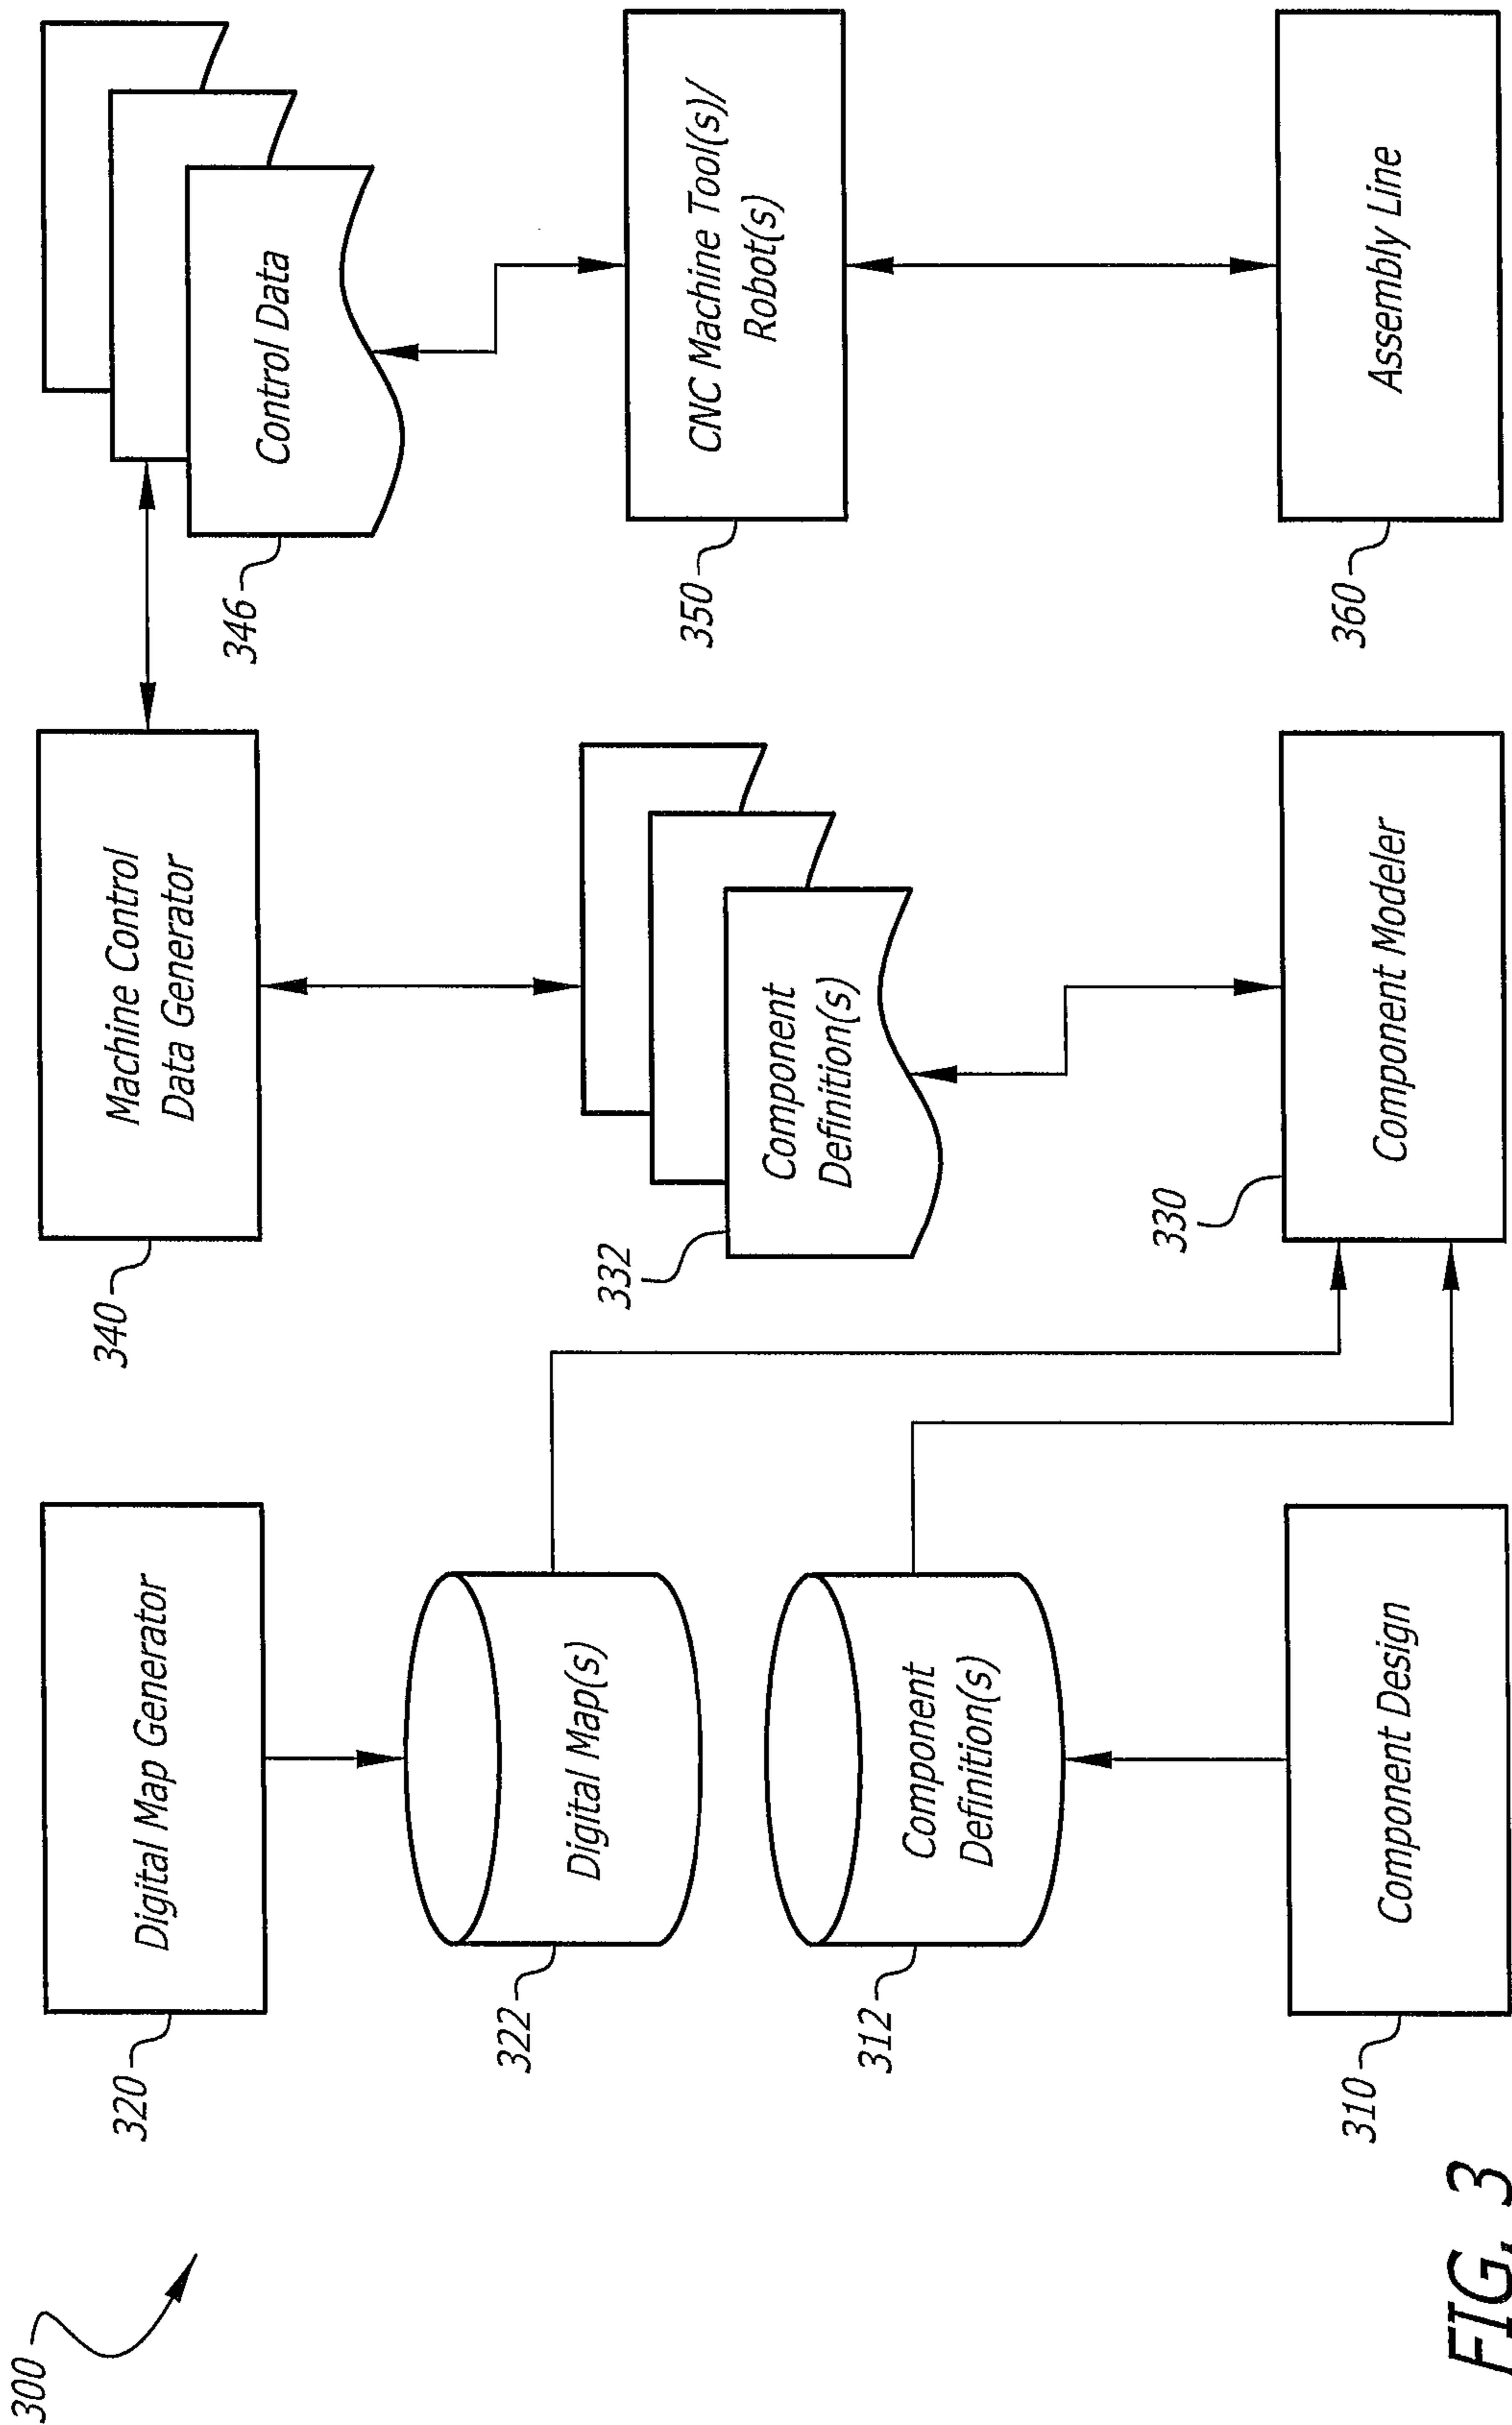 300
320
Digital Map Generator
322
Digital Map(s)
312
Component
Definition(s)
310
Component Design
340
Machine Control
Data Generator
332
Component
Definition(s)
330
Component Modeler
346
Control Data
350
CNC Machine Tool(s)/
Robot(s)
360
Assembly Line
FIG. 3